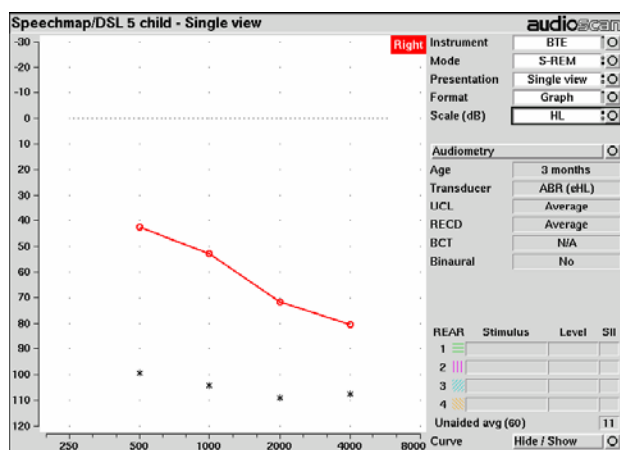 Speechmap/DSL 5 child - Single view
audioscan
Right
Instrument BTE
Mode S-REM
Presentation Single view
Format Graph
Scale (dB) HL
Audiometry
Age 3 months
Transducer ABR (eHL)
UCL Average
RECD Average
BCT N/A
Binaural No
REAR Stimulus Level SII
1
2
3
4
Unaided avg (60) 11
Curve Hide / Show
-30
-20
-10
0
10
20
30
40
50
60
70
80
90
100
110
120
250 500 1000 2000 4000 8000